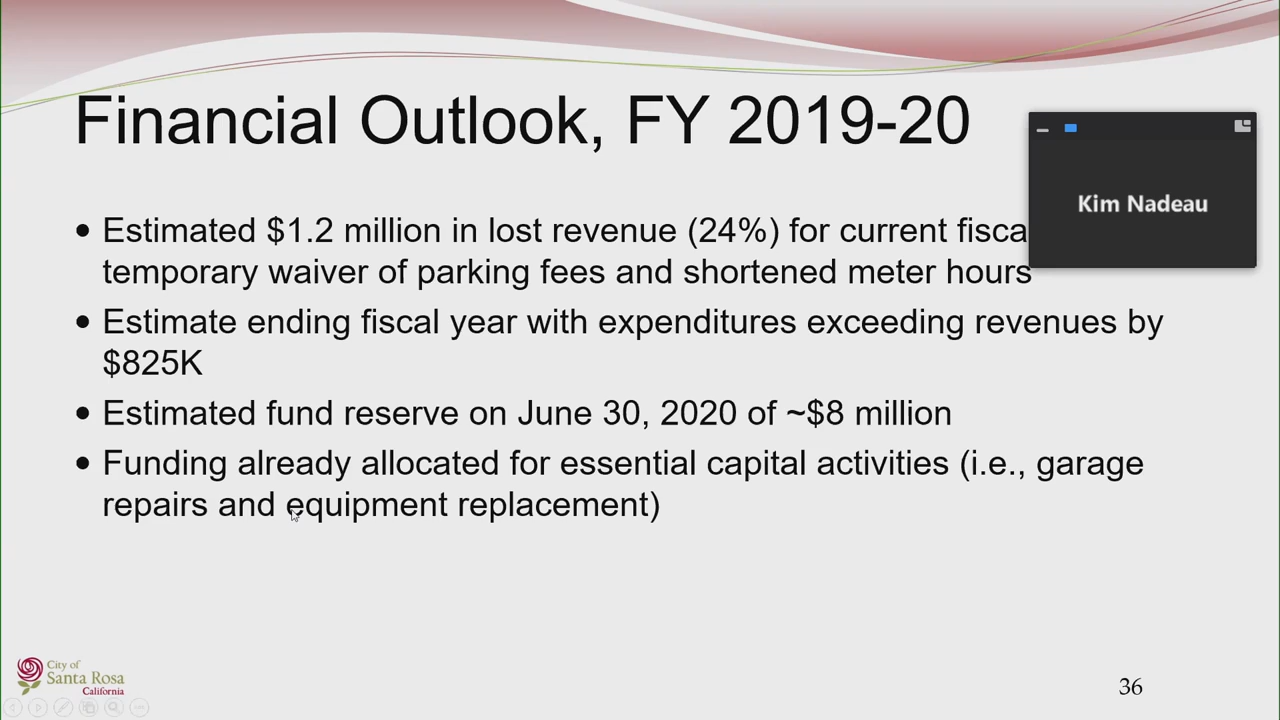 Financial Outlook, FY 2019-20
Kim Nadeau
• Estimated $1.2 million in lost revenue (24%) for current
temporary waiver of parking fees and shortened meter hours
• Estimate ending fiscal year with expenditures exceeding revenues by
$825K
• Estimated fund reserve on June 30, 2020 of ~$8 million
• Funding already allocated for essential capital activities (i.e., garage
repairs and equipment replacement)
City of
Santa Rosa
California
36